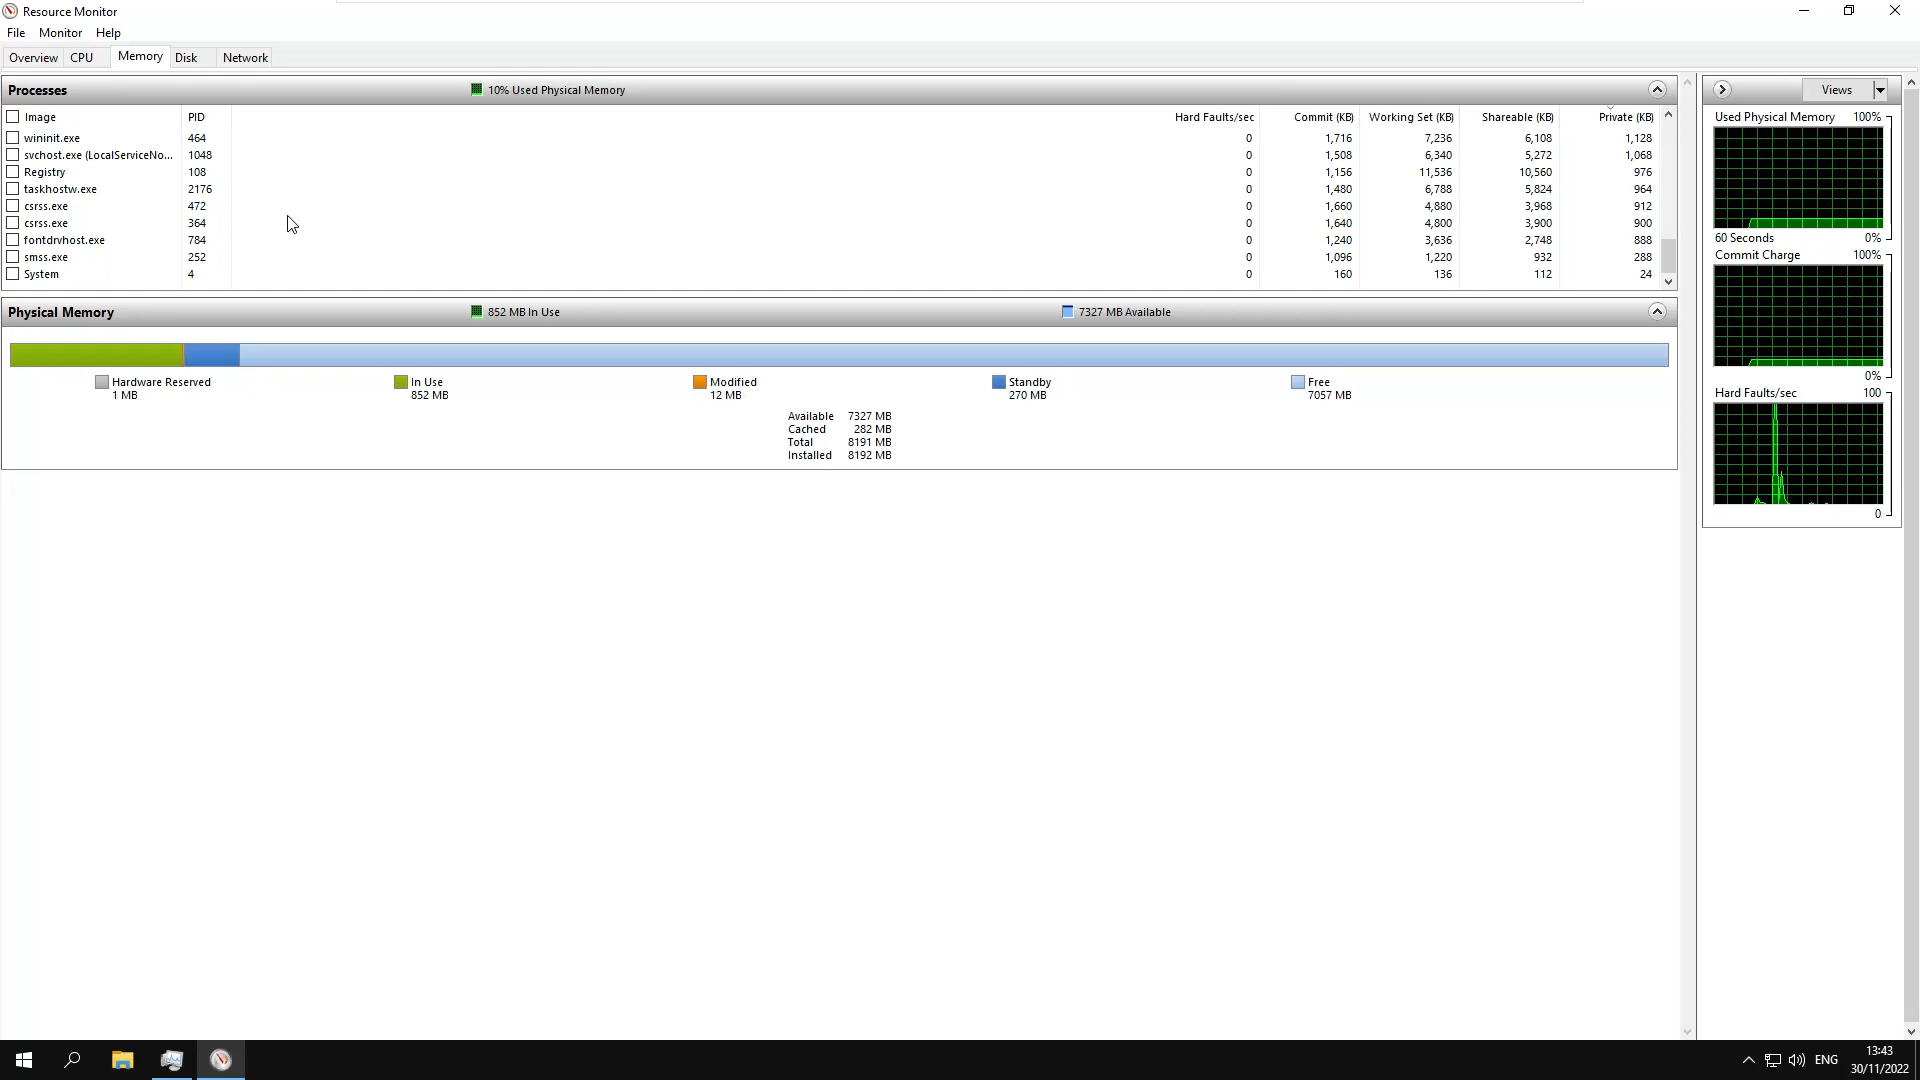 Resource Monitor
File Monitor Help
Overview CPU Memory Disk Network
Processes 10% Used Physical Memory
Image PID Hard Faults/sec Commit (KB) Working Set (KB) Shareable (KB) Private (KB)
wininit.exe 464 0 1,716 7,236 6,108 1,128
svchost.exe (LocalServiceNo... 1048 0 1,508 6,340 5,272 1,068
Registry 108 0 1,156 11,536 10,560 976
taskhostw.exe 2176 0 1,480 6,788 5,824 964
csrss.exe 472 0 1,660 4,880 3,968 912
csrss.exe 364 0 1,640 4,800 3,900 900
fontdrvhost.exe 784 0 1,240 3,636 2,748 888
smss.exe 252 0 1,096 1,220 932 288
System 4 0 160 136 112 24
Physical Memory 852 MB In Use 7327 MB Available
Hardware Reserved In Use Modified Standby Free
1 MB 852 MB 12 MB 270 MB 7057 MB
Available 7327 MB
Cached 282 MB
Total 8191 MB
Installed 8192 MB
Views
Used Physical Memory 100%
60 Seconds 0%
Commit Charge 100%
0%
Hard Faults/sec 100
0
ENG
13:43
30/11/2022